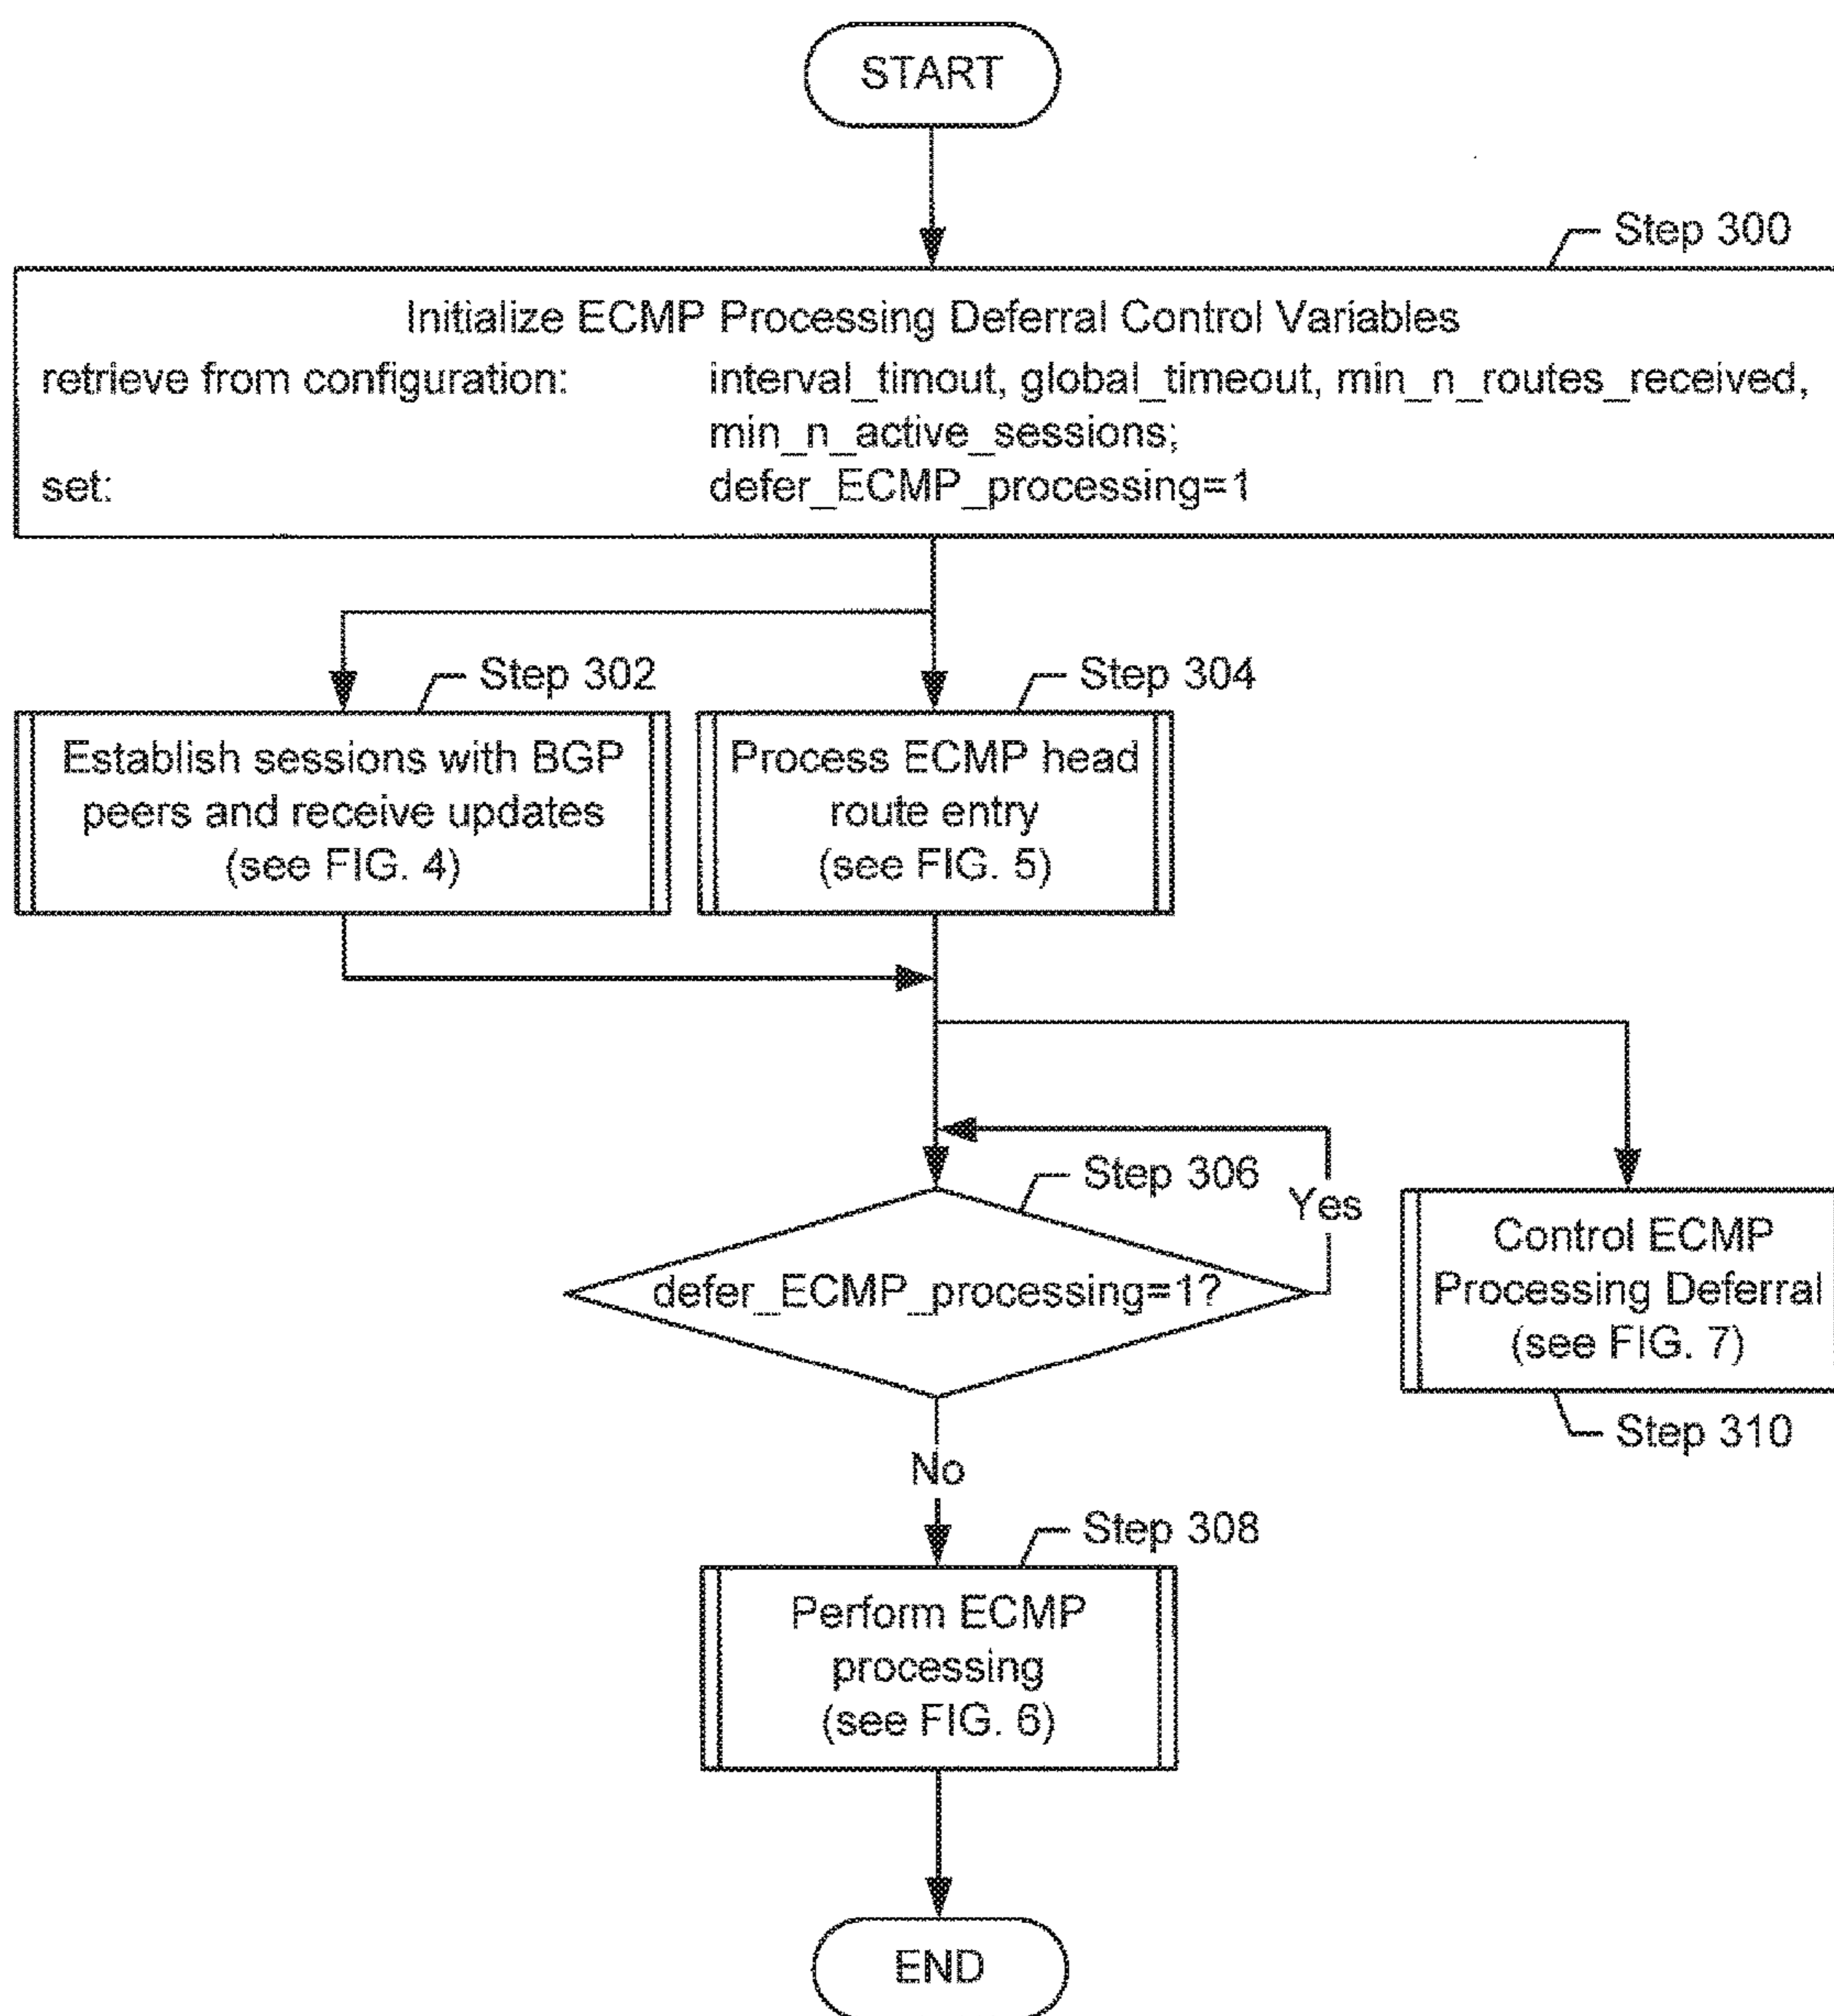 START
Step 300
Initialize ECMP Processing Deferral Control Variables
retrieve from configuration: interval_timout, global_timeout, min_n_routes_received,
min_n_active_sessions;
set: defer_ECMP_processing=1
Step 302
Step 304
Establish sessions with BGP
peers and receive updates
(see FIG. 4)
Process ECMP head
route entry
(see FIG. 5)
Step 306
Yes
defer_ECMP_processing=1?
Control ECMP
Processing Deferral
(see FIG. 7)
Step 310
No
Step 308
Perform ECMP
processing
(see FIG. 6)
END